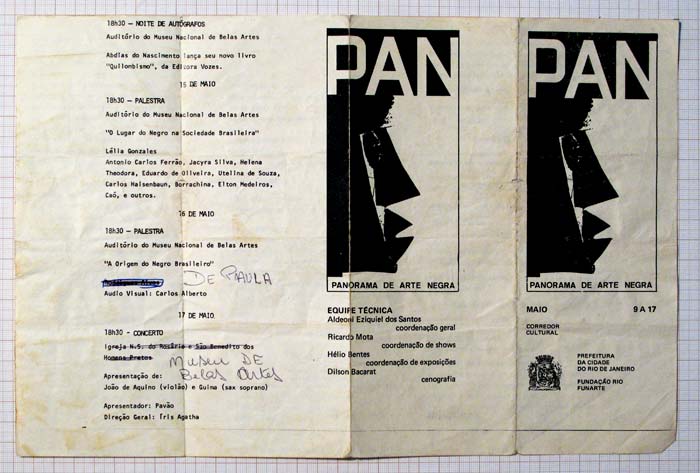 18h30 — NOITE DE AUTÓGRAFOS
Auditório do Museu Nacional de Belas Artes
Abdias do Nascimento lança seu novo livro
"Quilombismo", da Editora Vozes.
15 DE MAIO
18h30 — PALESTRA
Auditório do Museu Nacional de Belas Artes
"O Lugar do Negro na Sociedade Brasileira"
Lélia Gonzales
Antonio Carlos Ferrão, Jacyra Silva, Helena
Theodora, Eduardo de Oliveira, Utelina de Souza,
Carlos Halsenbaun, Borrachina, Elton Medeiros,
Caó, e outros.
16 DE MAIO
18h30 — PALESTRA
Auditório do Museu Nacional de Belas Artes
"A Origem do Negro Brasileiro"
DE PAULA
Audio Visual: Carlos Alberto
17 DE MAIO
18h30 - CONCERTO
Igreja N.S. do Rosário e São Benedito dos
Homens Pretos
Museu DE
Belas Artes
Apresentação de:
João de Aquino (violão) e Guina (sax soprano)
Apresentador: Pavão
Direção Geral: Íris Agatha
PAN
PANORAMA DE ARTE NEGRA
EQUIPE TÉCNICA
Aldeoni Eziquiel dos Santos
coordenação geral
Ricardo Mota
coordenação de shows
Hélio Bentes
coordenação de exposições
Dilson Bacarat
cenografia
PAN
PANORAMA DE ARTE NEGRA
MAIO 9 A 17
CORREDOR
CULTURAL
PREFEITURA
DA CIDADE
DO RIO DE JANEIRO
FUNDAÇÃO RIO
FUNARTE